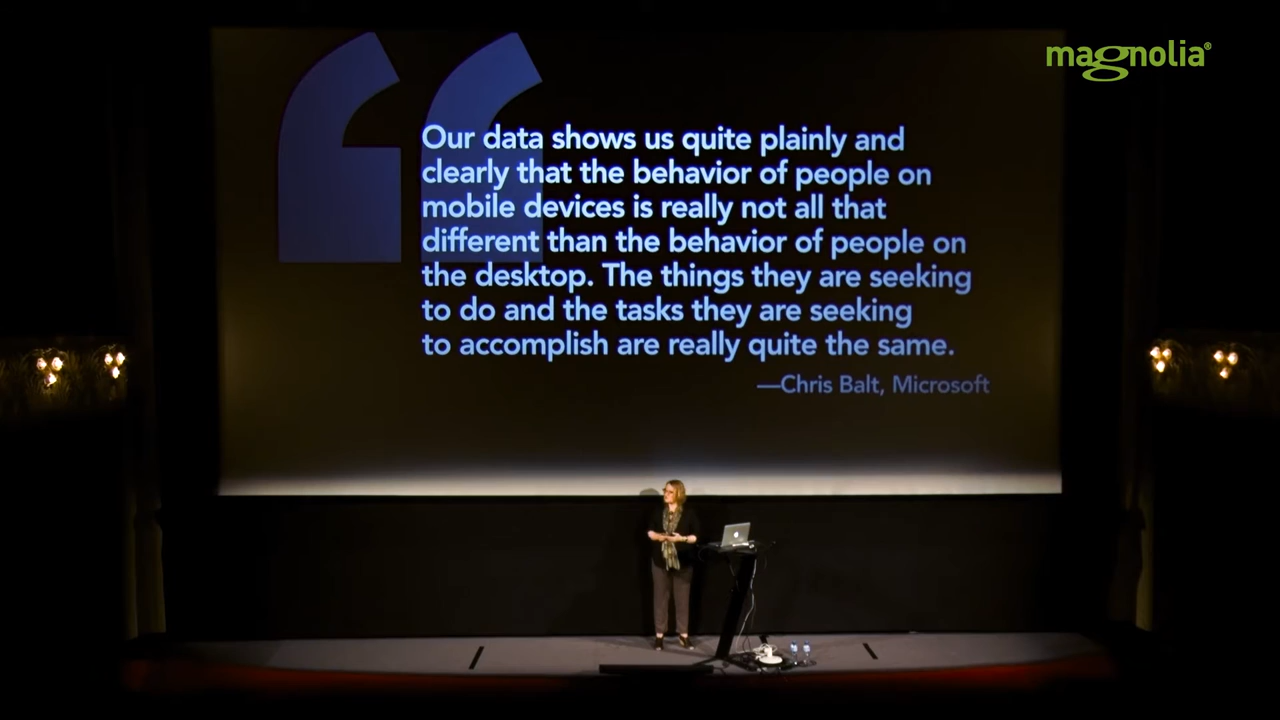 magnolia®
Our data shows us quite plainly and
clearly that the behavior of people on
mobile devices is really not all that
different than the behavior of people on
the desktop. The things they are seeking
to do and the tasks they are seeking
to accomplish are really quite the same.
—Chris Balt, Microsoft